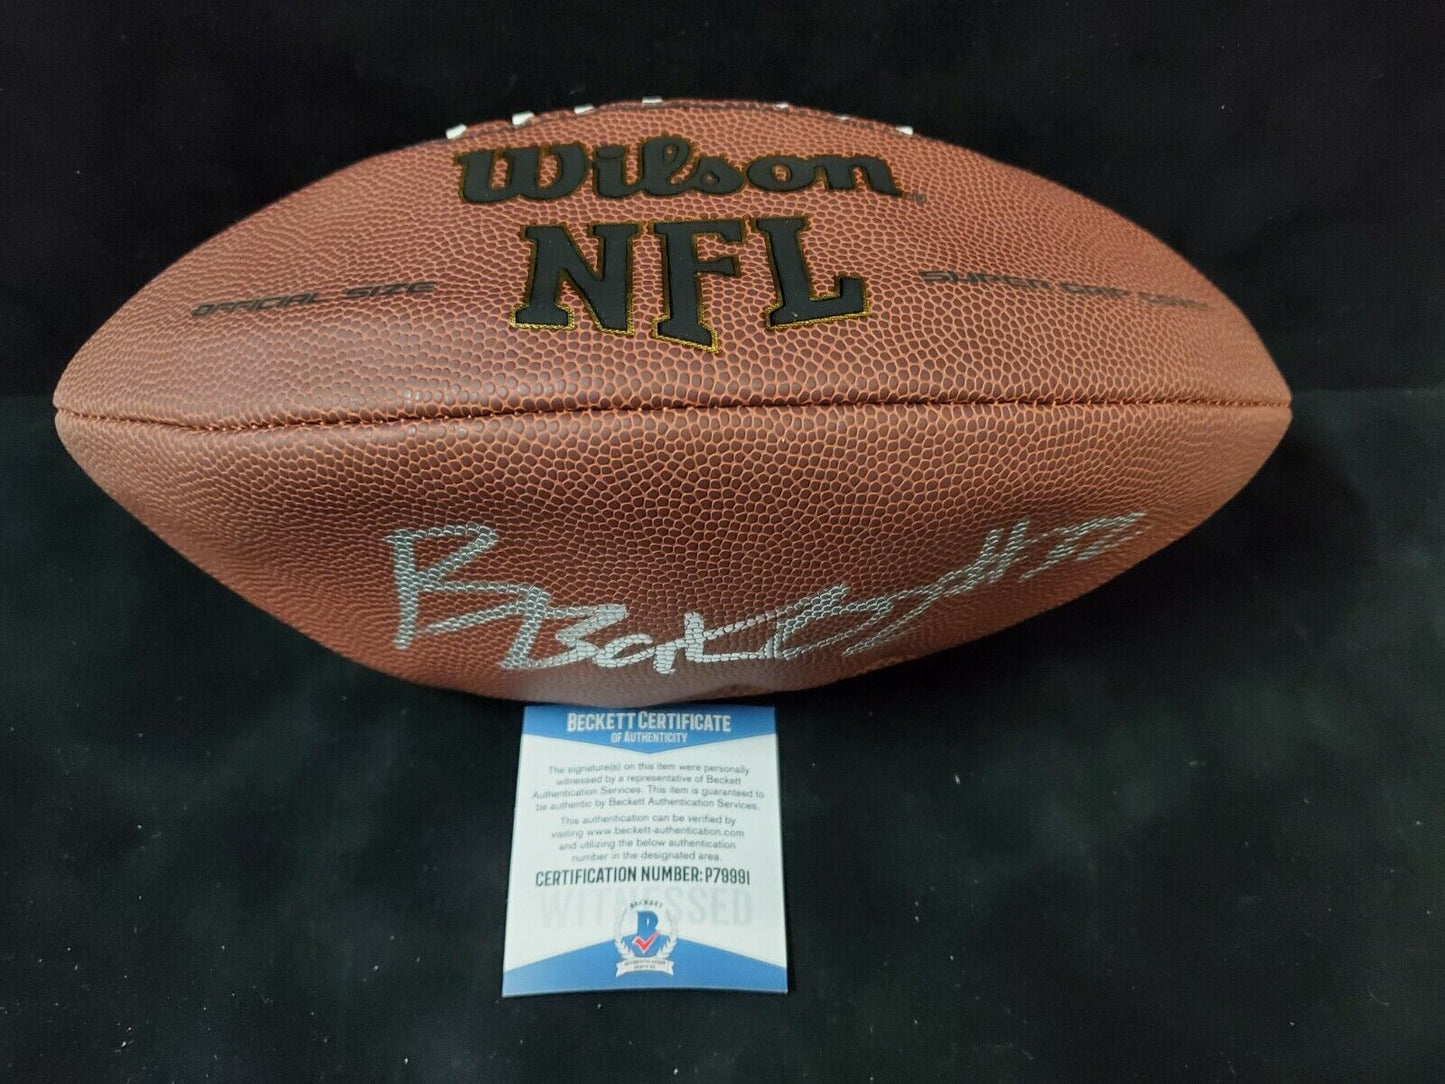 Wilson
NFL
OFFICIAL SIZE
SUPER GRIP
BECKETT CERTIFICATE
OF AUTHENTICITY
The signature(s) on this item were personally
witnessed by a representative of Beckett
Authentication Services. This item is guaranteed to
be authentic by Beckett Authentication Services.
This authentication can be verified by
visiting www.beckett-authentication.com
and utilizing the below authentication
number in the designated area.
CERTIFICATION NUMBER: P79991
WITNESSED
BECKETT
B